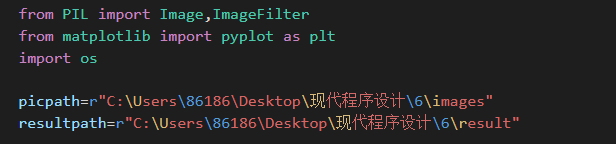 from PIL import Image,ImageFilter
from matplotlib import pyplot as plt
import os
picpath=r"C:\Users\86186\Desktop\现代程序设计\6\images"
resultpath=r"C:\Users\86186\Desktop\现代程序设计\6\result"